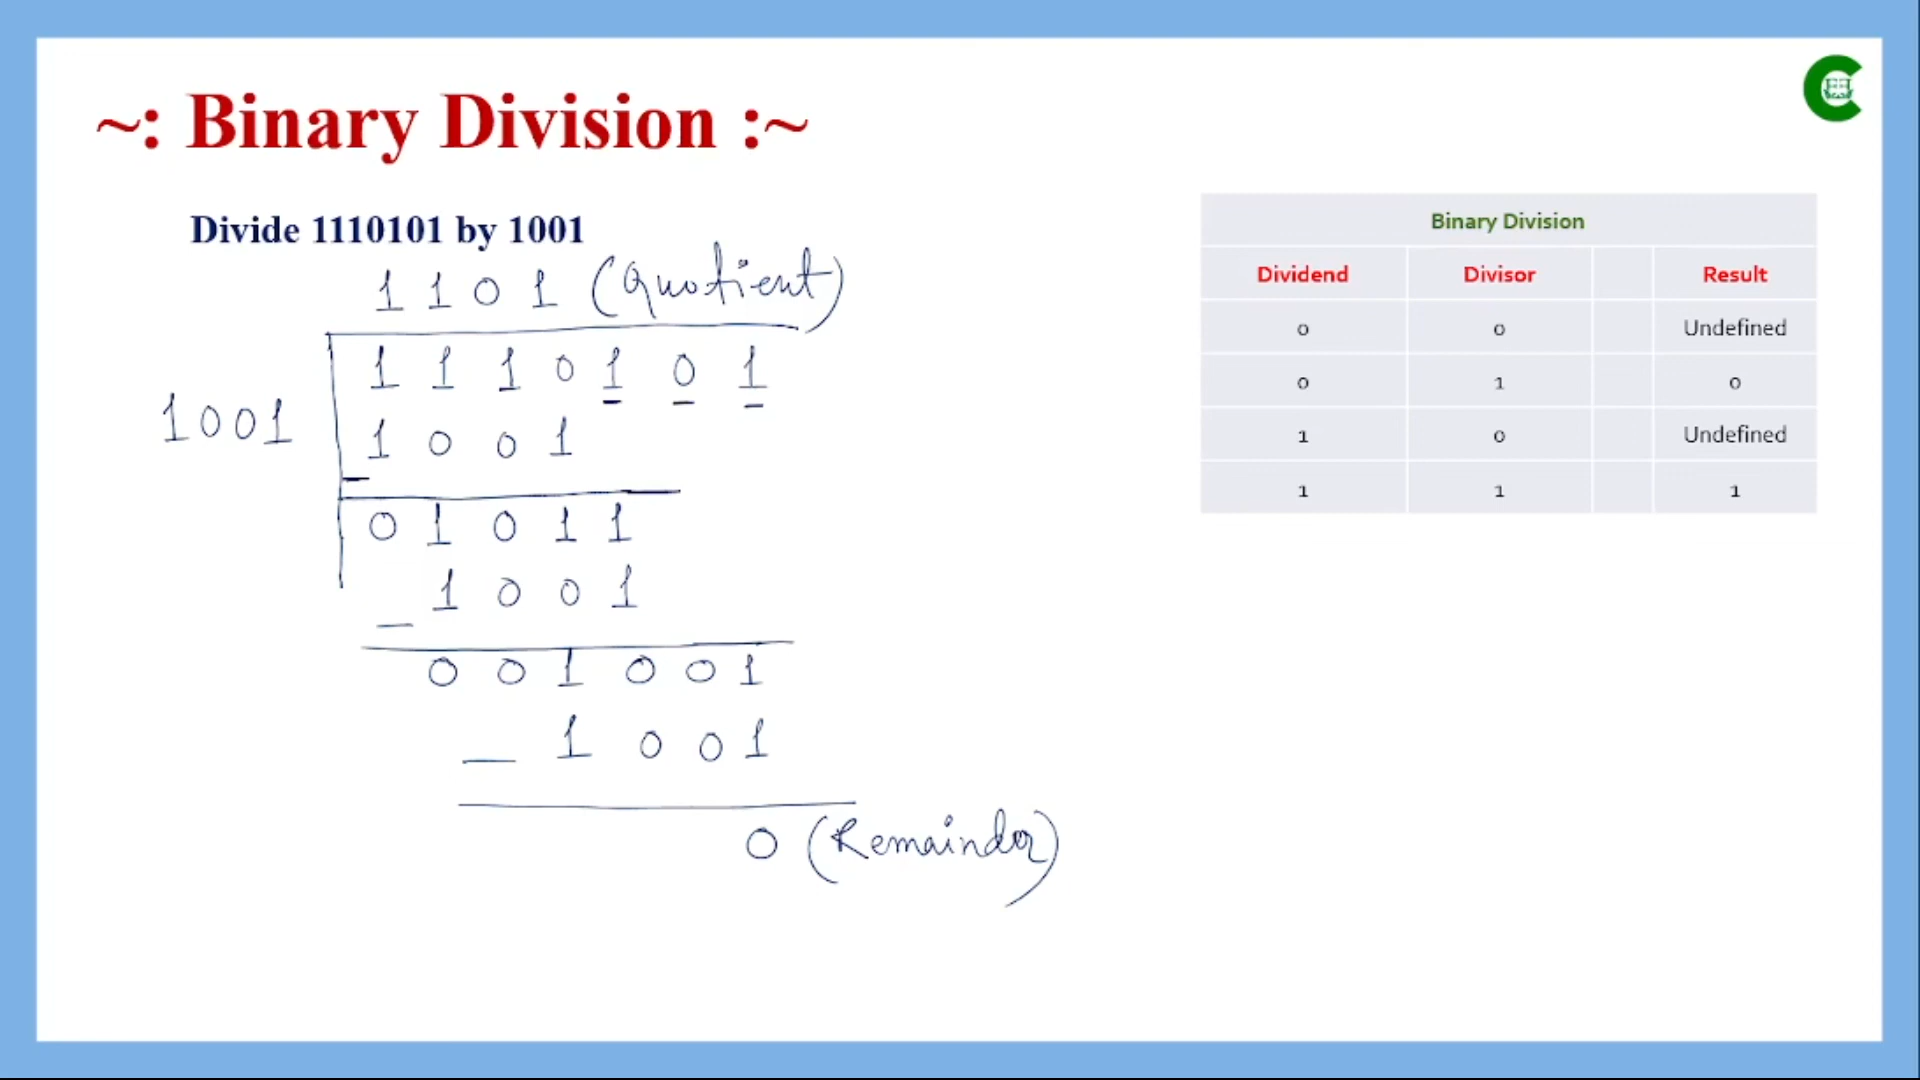 ~: Binary Division :~
Divide 1110101 by 1001
1 1 0 1 (Quotient)
1 1 1 0 1 0 1
1001
1 0 0 1
0 1 0 1 1
1 0 0 1
0 0 1 0 0 1
1 0 0 1
0 (Remainder)
Binary Division
Dividend Divisor Result
0 0 Undefined
0 1 0
1 0 Undefined
1 1 1